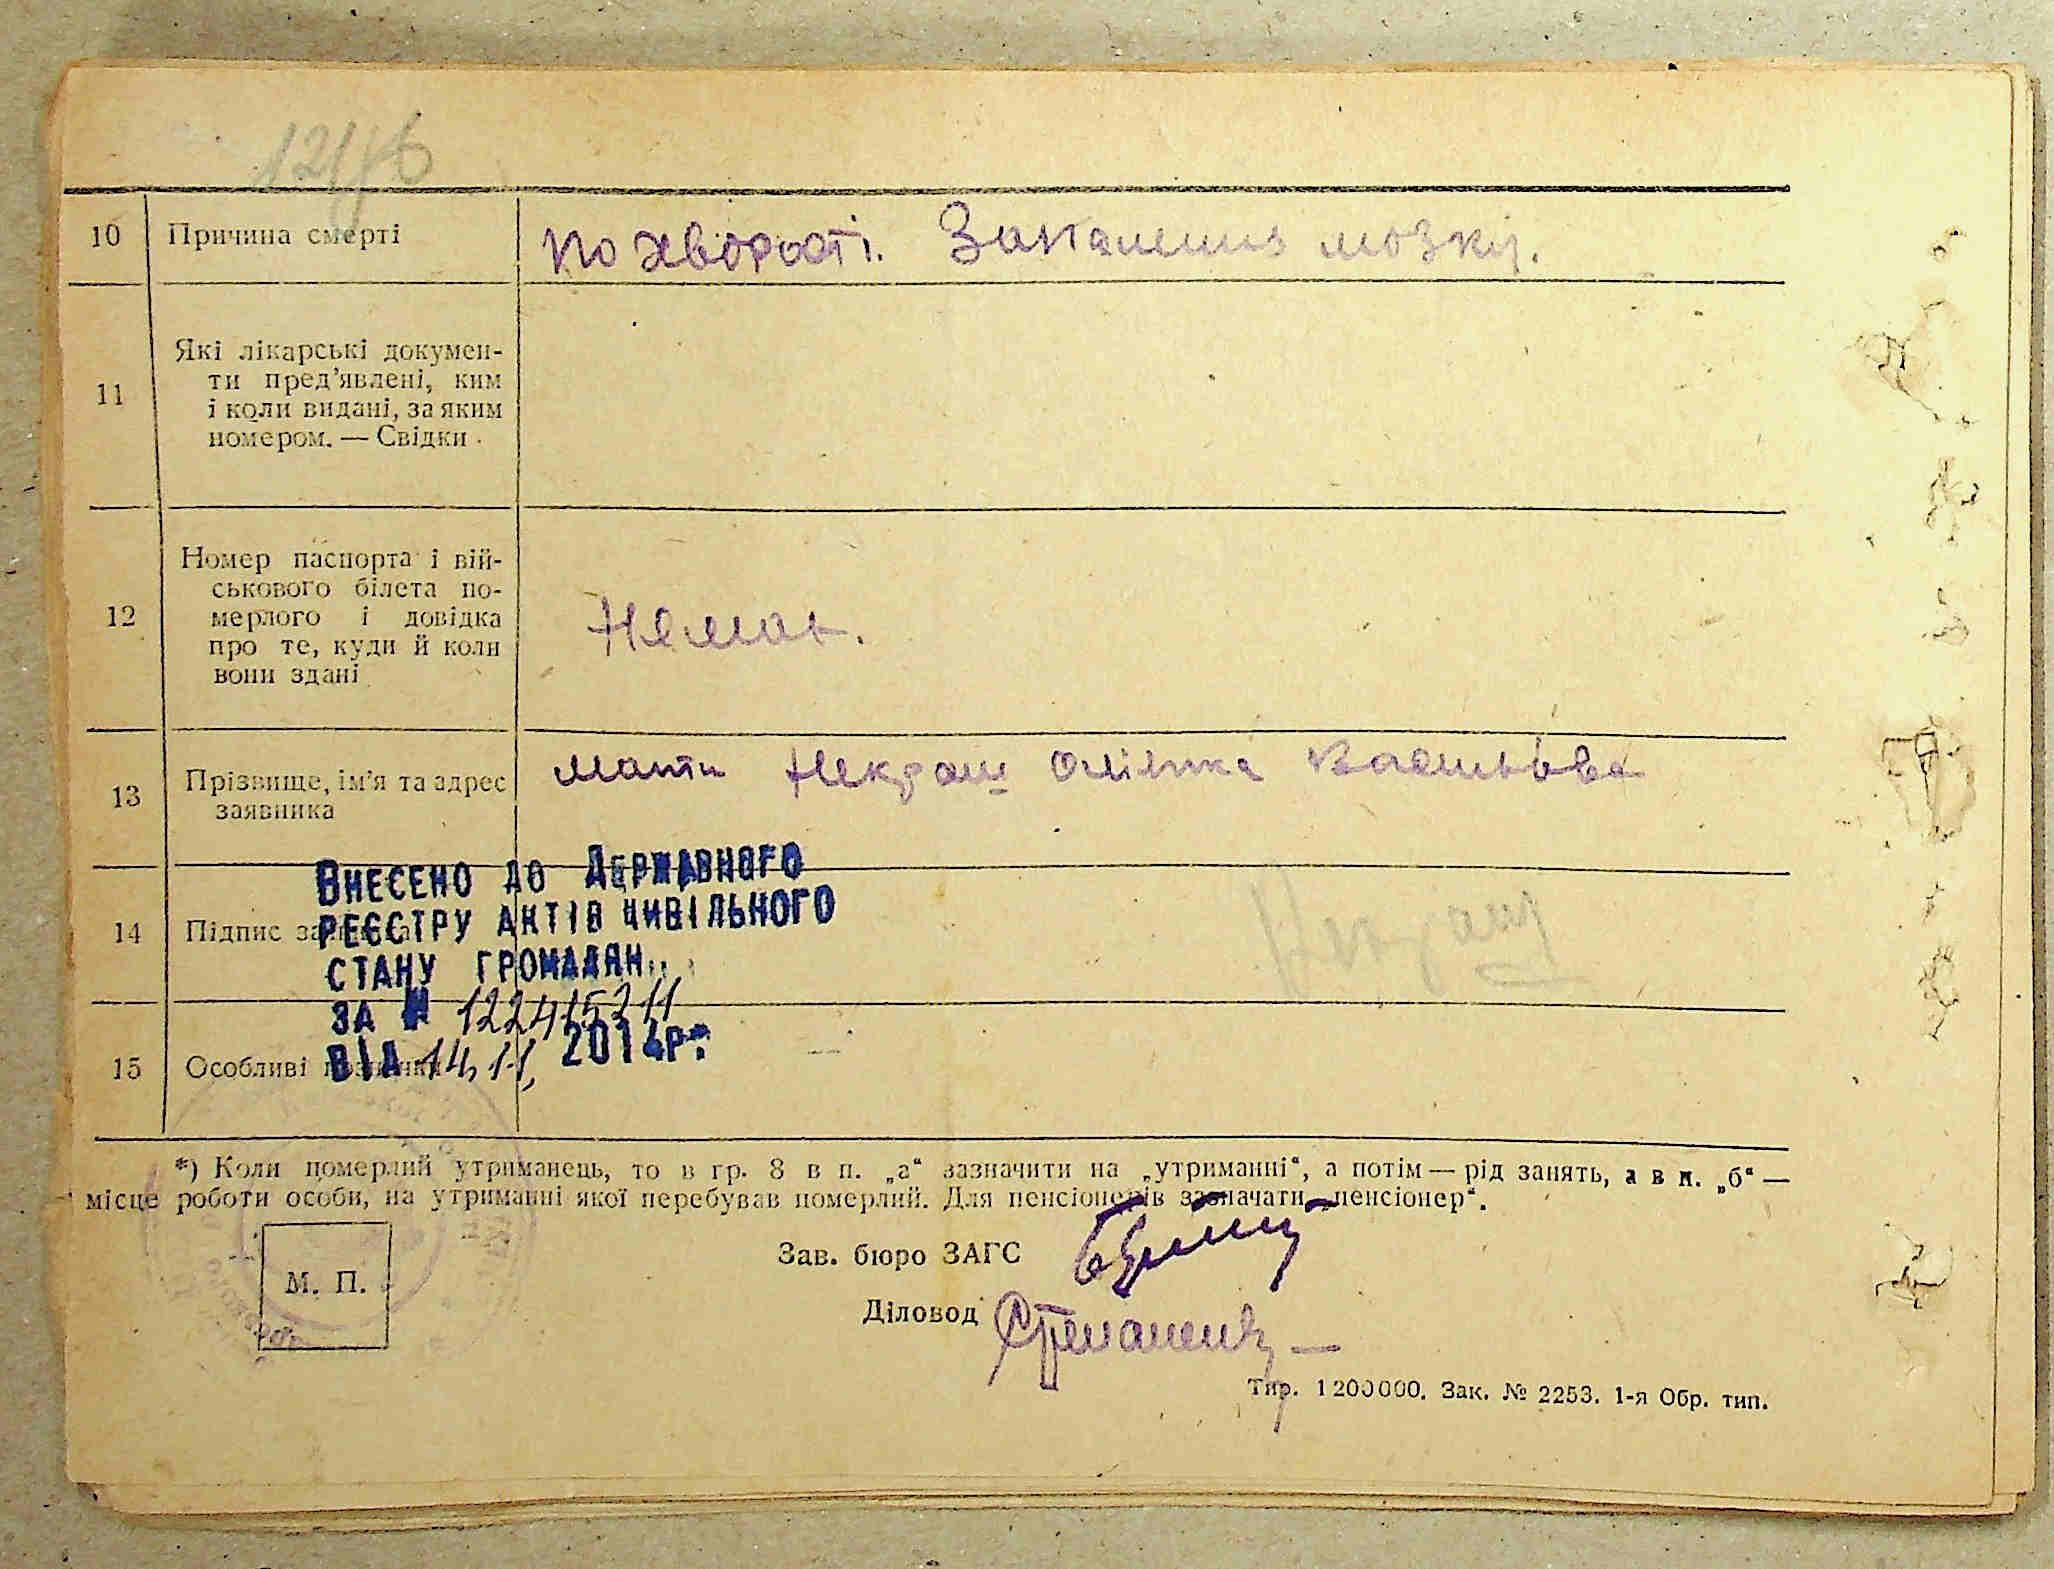 121/в
10 Причина смерті по хворості. Запалення мозку.
11 Які лікарські докумен-
ти пред'явлені, ким
і коли видані, за яким
номером. — Свідки
12 Номер паспорта і вій-
ськового білета по-
мерлого і довідка
про те, куди й коли
вони здані
Немає.
13 Прізвище, ім'я та адрес
заявника
мати Некраш Васильова
Внесено до Державного
реєстру актів цивільного
стану громадян
за № 122415211
від 14.11. 2014р.
14 Підпис Некраш
15 Особливі
*) Коли померлий утриманець, то в гр. 8 в п. „а“ зазначити на „утриманні“, а потім — рід занять, а в п. „б“ —
місце роботи особи, на утриманні якої перебував померлий. Для пенсіонерів зазначати „пенсіонер“.
Зав. бюро ЗАГС
М. П.
Діловод Степаненко
Тир. 1200000. Зак. № 2253. 1-я Обр. тип.